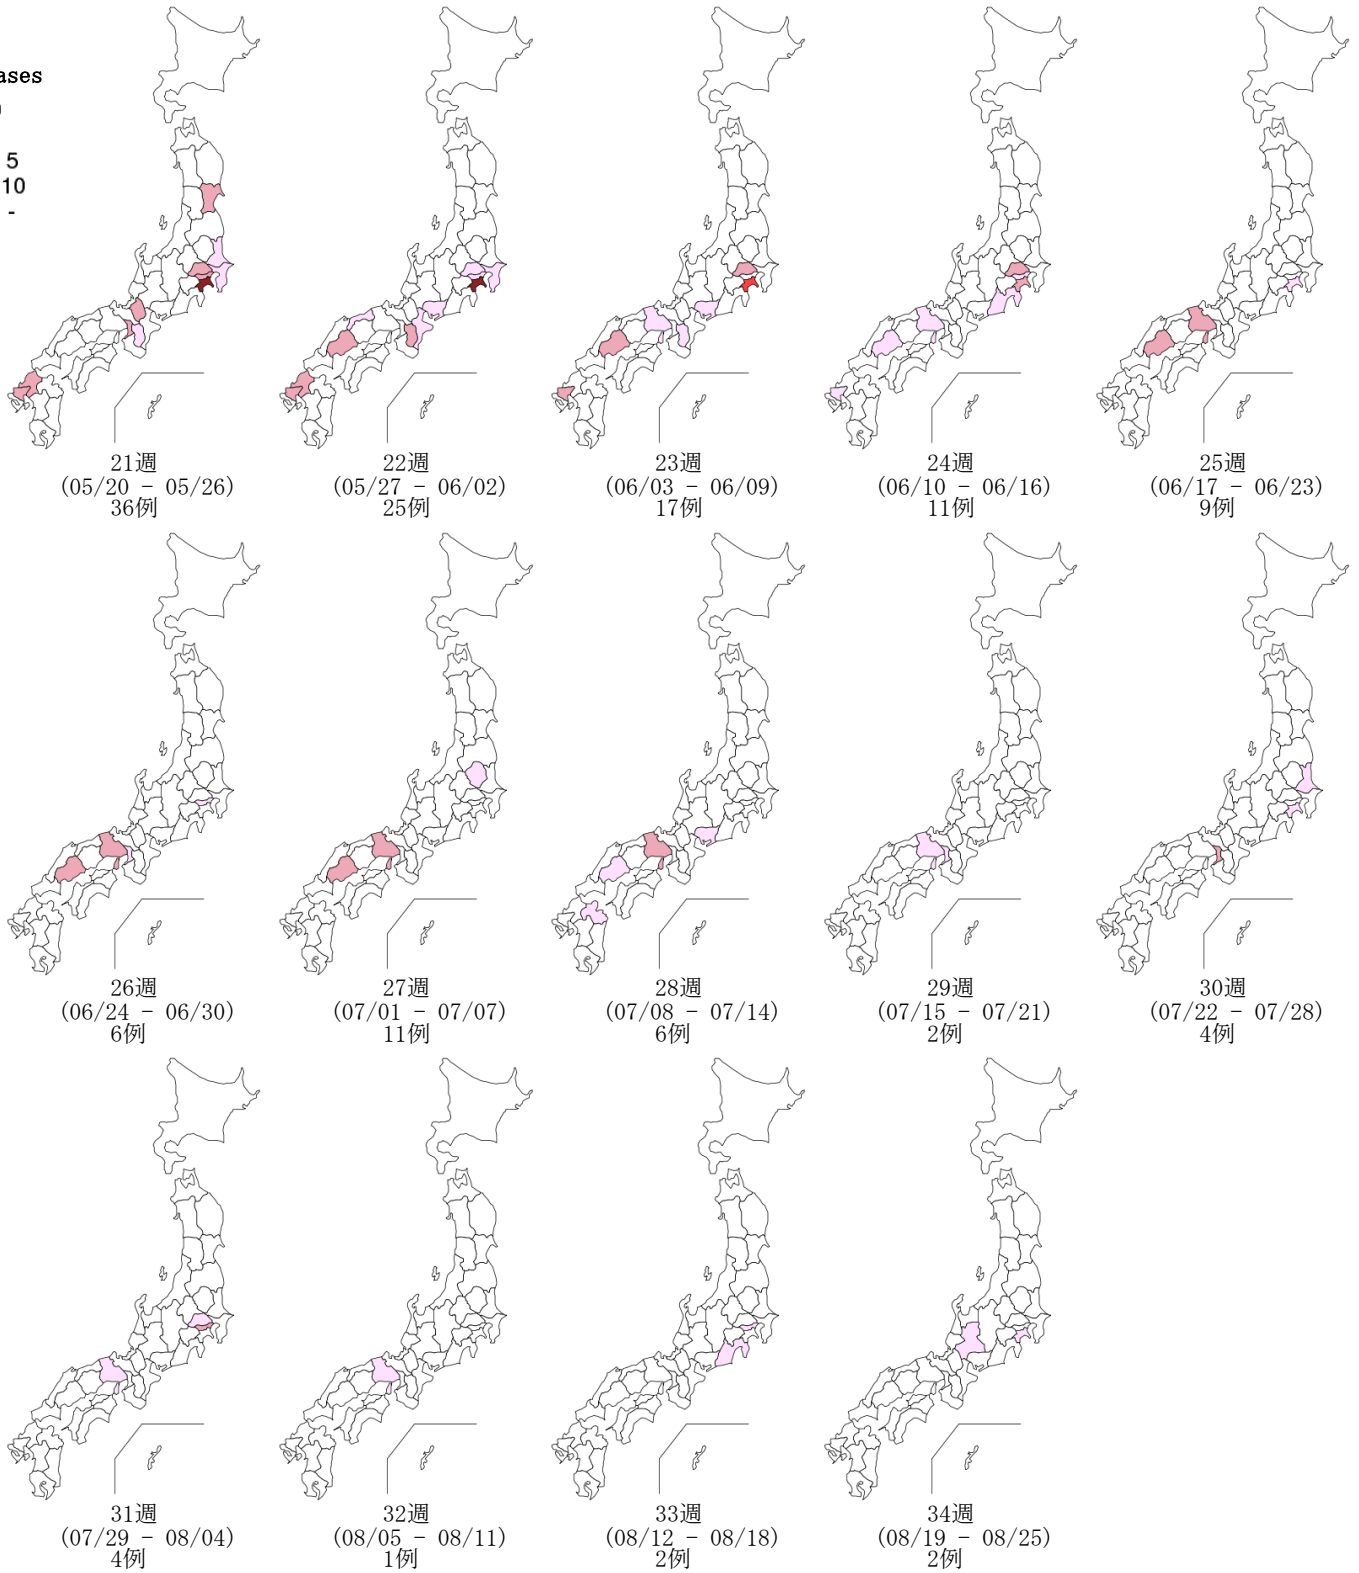 ases
5
10
-
21週
(05/20 - 05/26)
36例
22週
(05/27 - 06/02)
25例
23週
(06/03 - 06/09)
17例
24週
(06/10 - 06/16)
11例
25週
(06/17 - 06/23)
9例
26週
(06/24 - 06/30)
6例
27週
(07/01 - 07/07)
11例
28週
(07/08 - 07/14)
6例
29週
(07/15 - 07/21)
2例
30週
(07/22 - 07/28)
4例
31週
(07/29 - 08/04)
4例
32週
(08/05 - 08/11)
1例
33週
(08/12 - 08/18)
2例
34週
(08/19 - 08/25)
2例